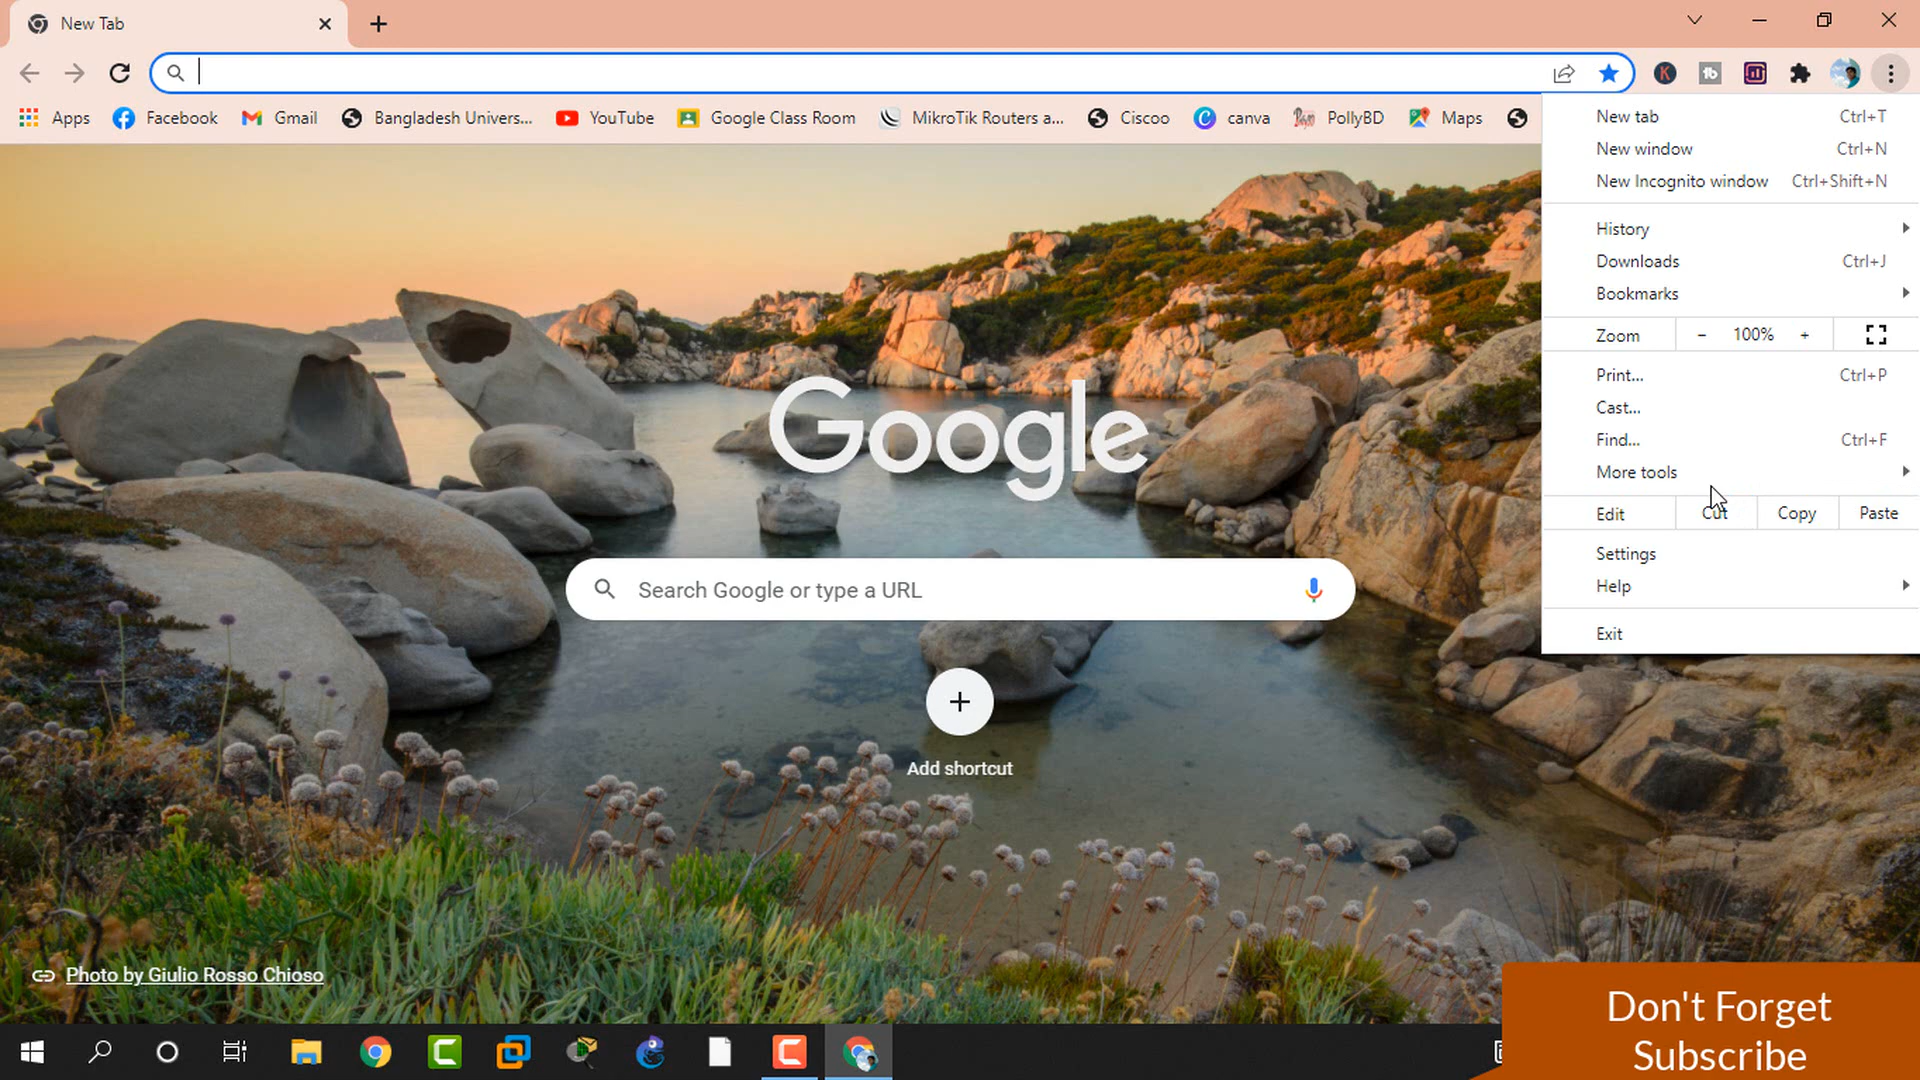 New Tab
Apps
Facebook
Gmail
Bangladesh Univers...
YouTube
Google Class Room
MikroTik Routers a...
Ciscoo
canva
PollyBD
Maps
New tab Ctrl+T
New window Ctrl+N
New Incognito window Ctrl+Shift+N
History
Downloads Ctrl+J
Bookmarks
Zoom - 100% +
Print... Ctrl+P
Cast...
Find... Ctrl+F
More tools
Edit Cut Copy Paste
Settings
Help
Exit
Google
Search Google or type a URL
Add shortcut
Photo by Giulio Rosso Chioso
Don't Forget
Subscribe